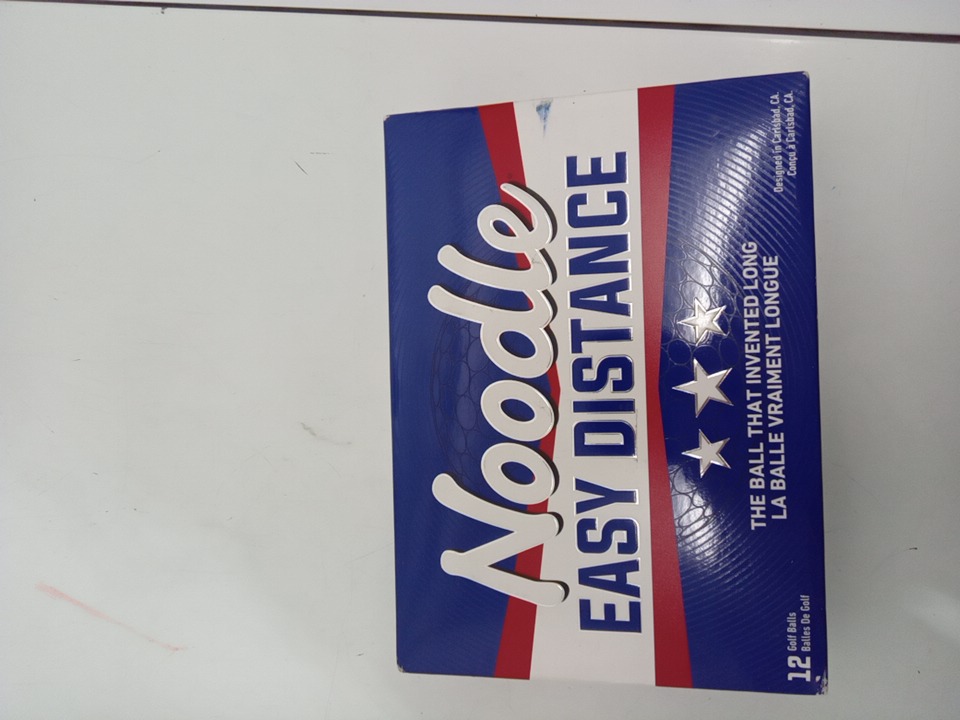 Noodle
EASY DISTANCE
THE BALL THAT INVENTED LONG
LA BALLE VRAIMENT LONGUE
12 Golf Balls
Balles De Golf
Designed in Carlsbad, CA.
Conçu à Carlsbad, CA.